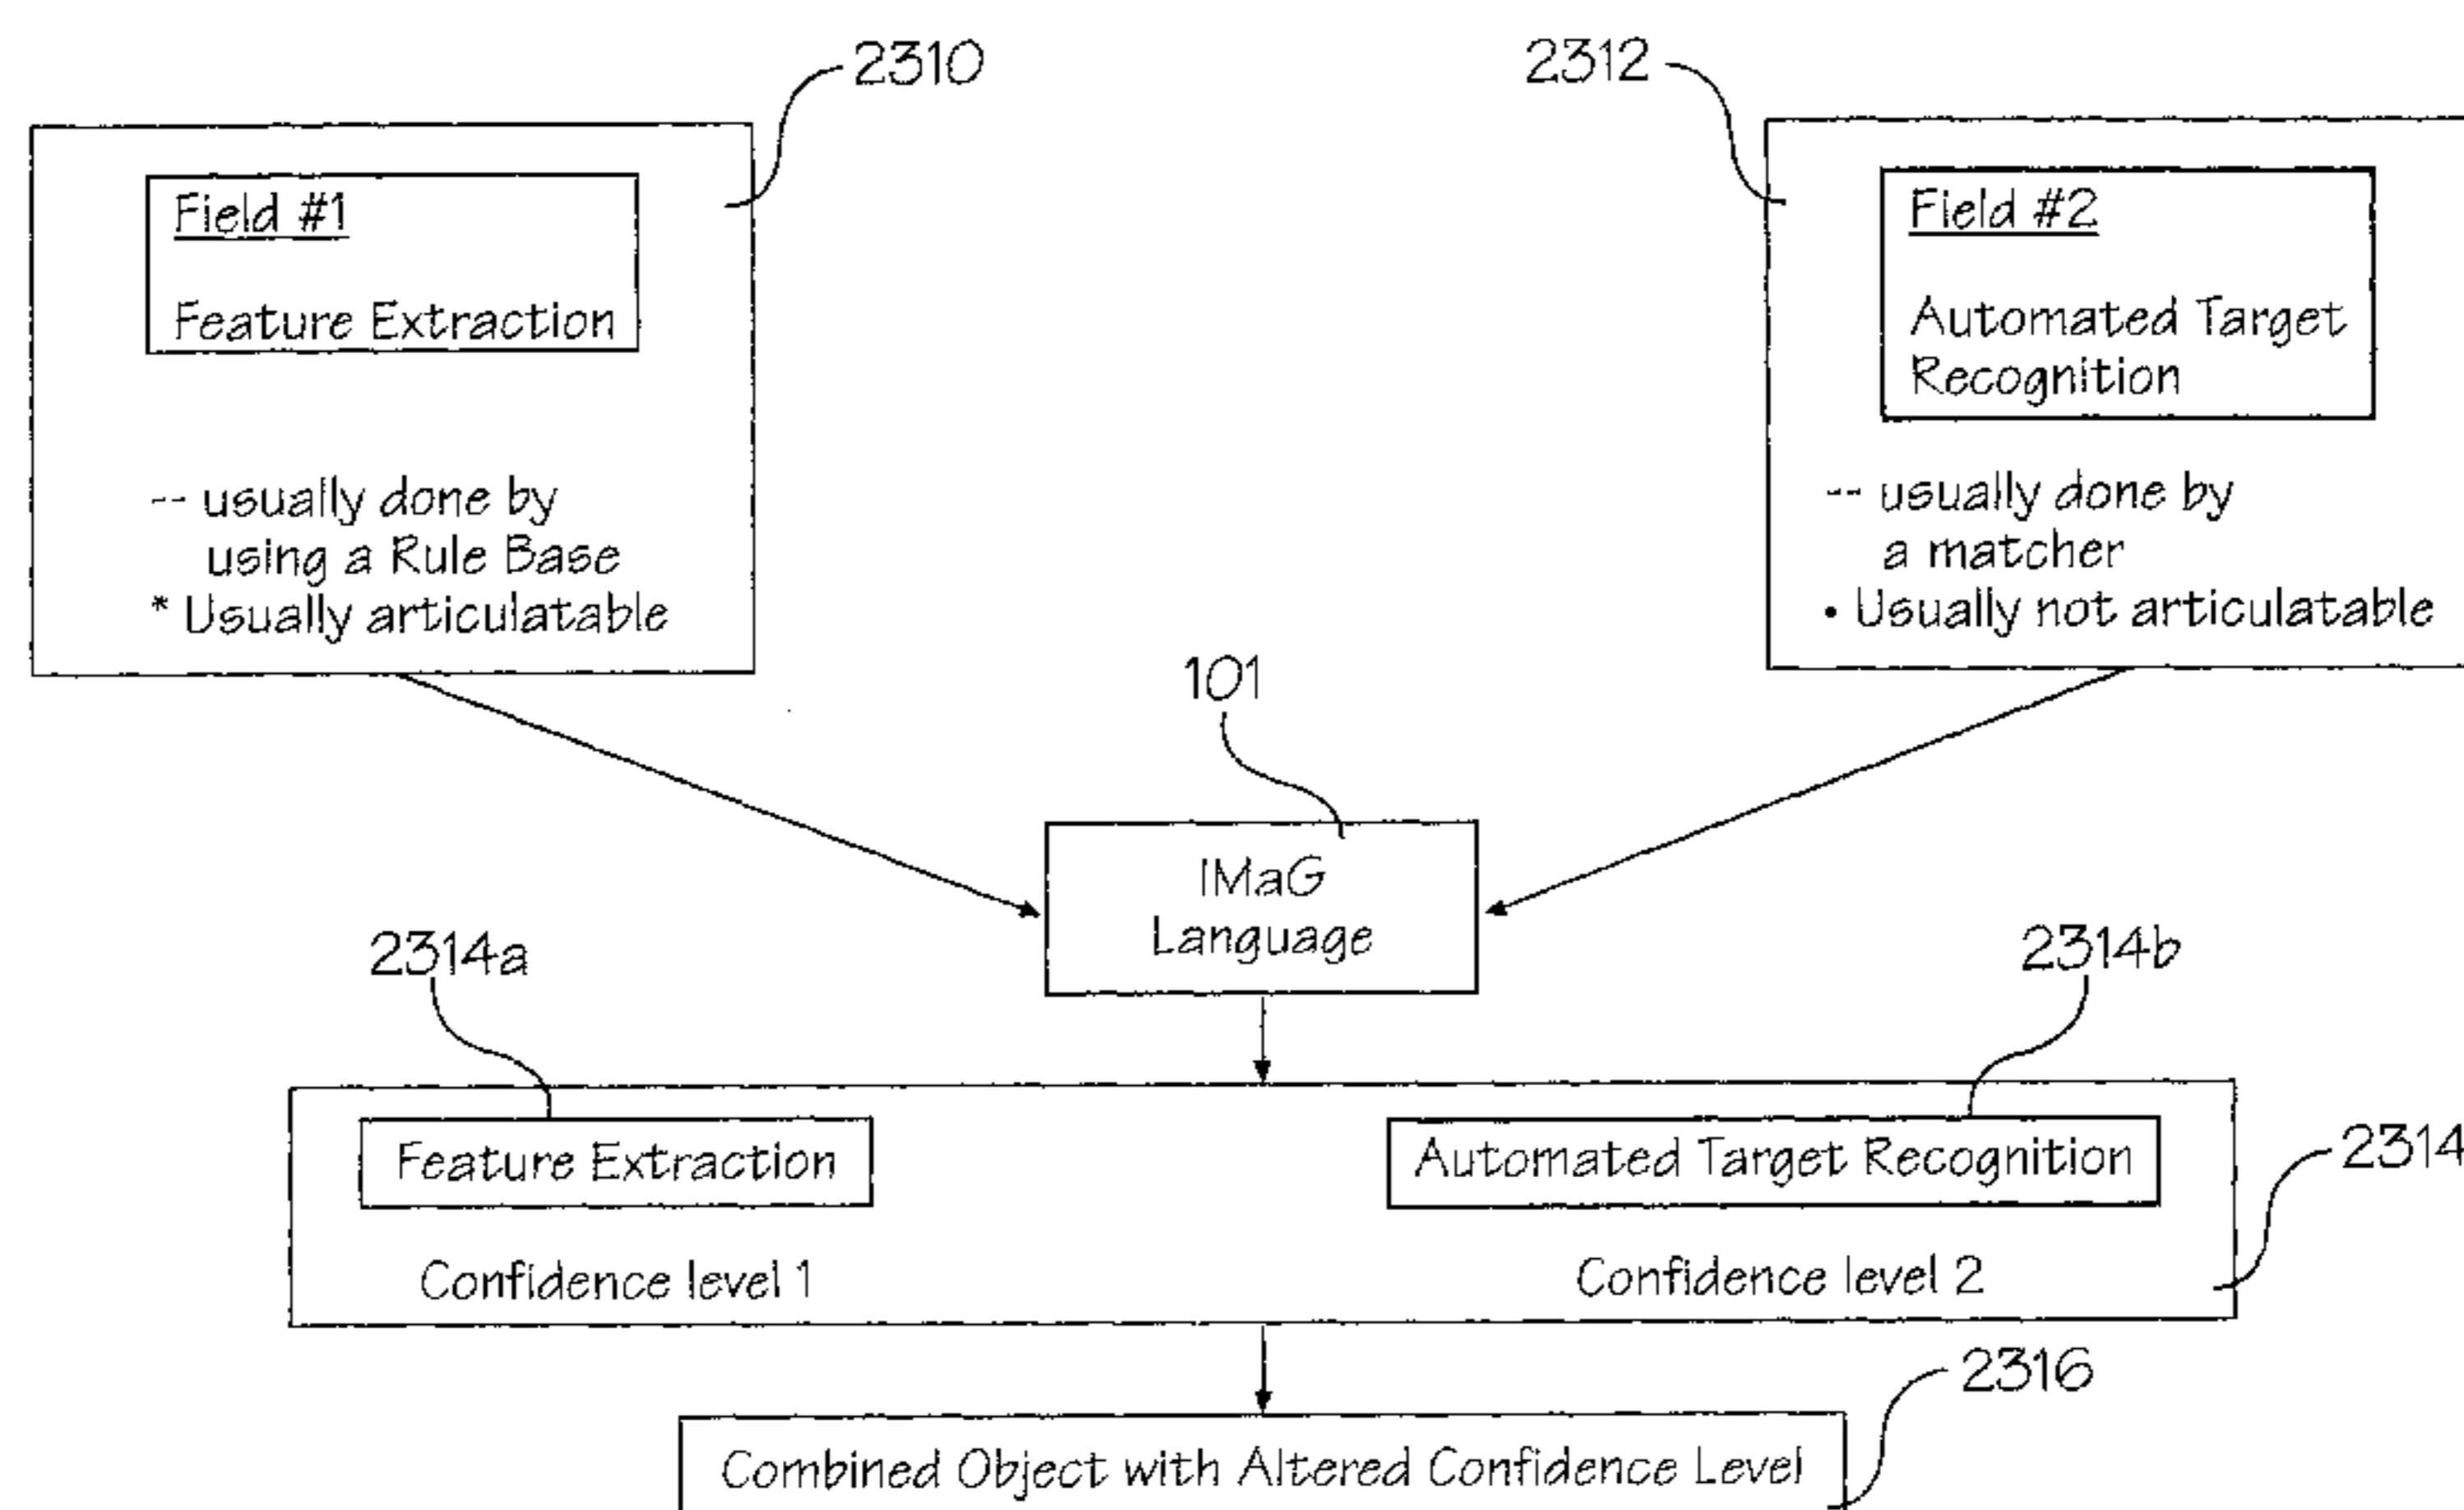 2310
2312
Field #1
Feature Extraction
-- usually done by
using a Rule Base
* Usually articulatable
Field #2
Automated Target
Recognition
-- usually done by
a matcher
• Usually not articulatable
101
IMaG
Language
2314a
2314b
Feature Extraction
Automated Target Recognition
2314
Confidence level 1
Confidence level 2
2316
Combined Object with Altered Confidence Level